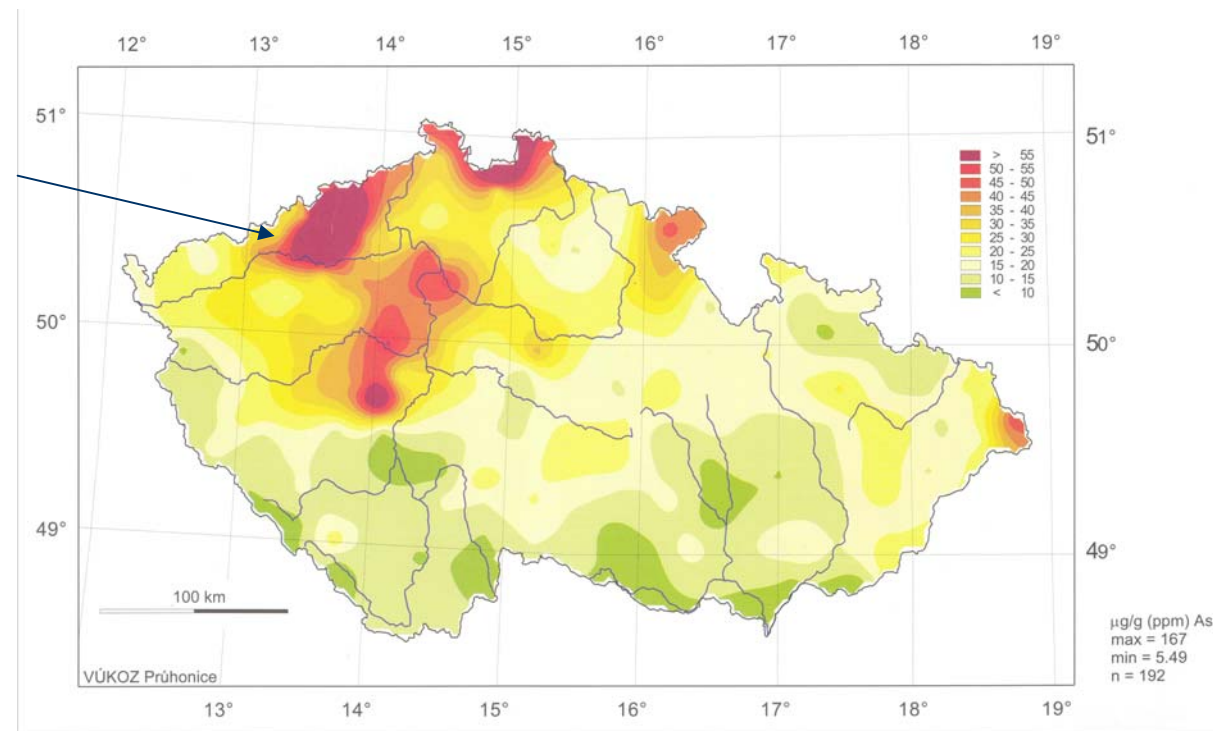 12° 13° 14° 15° 16° 17° 18° 19°
51° 51°
> 55
50 - 55
45 - 50
40 - 45
35 - 40
30 - 35
25 - 30
20 - 25
15 - 20
10 - 15
< 10
50° 50°
49° 49°
100 km
µg/g (ppm) As
max = 167
min = 5.49
n = 192
VÚKOZ Průhonice
13° 14° 15° 16° 17° 18° 19°